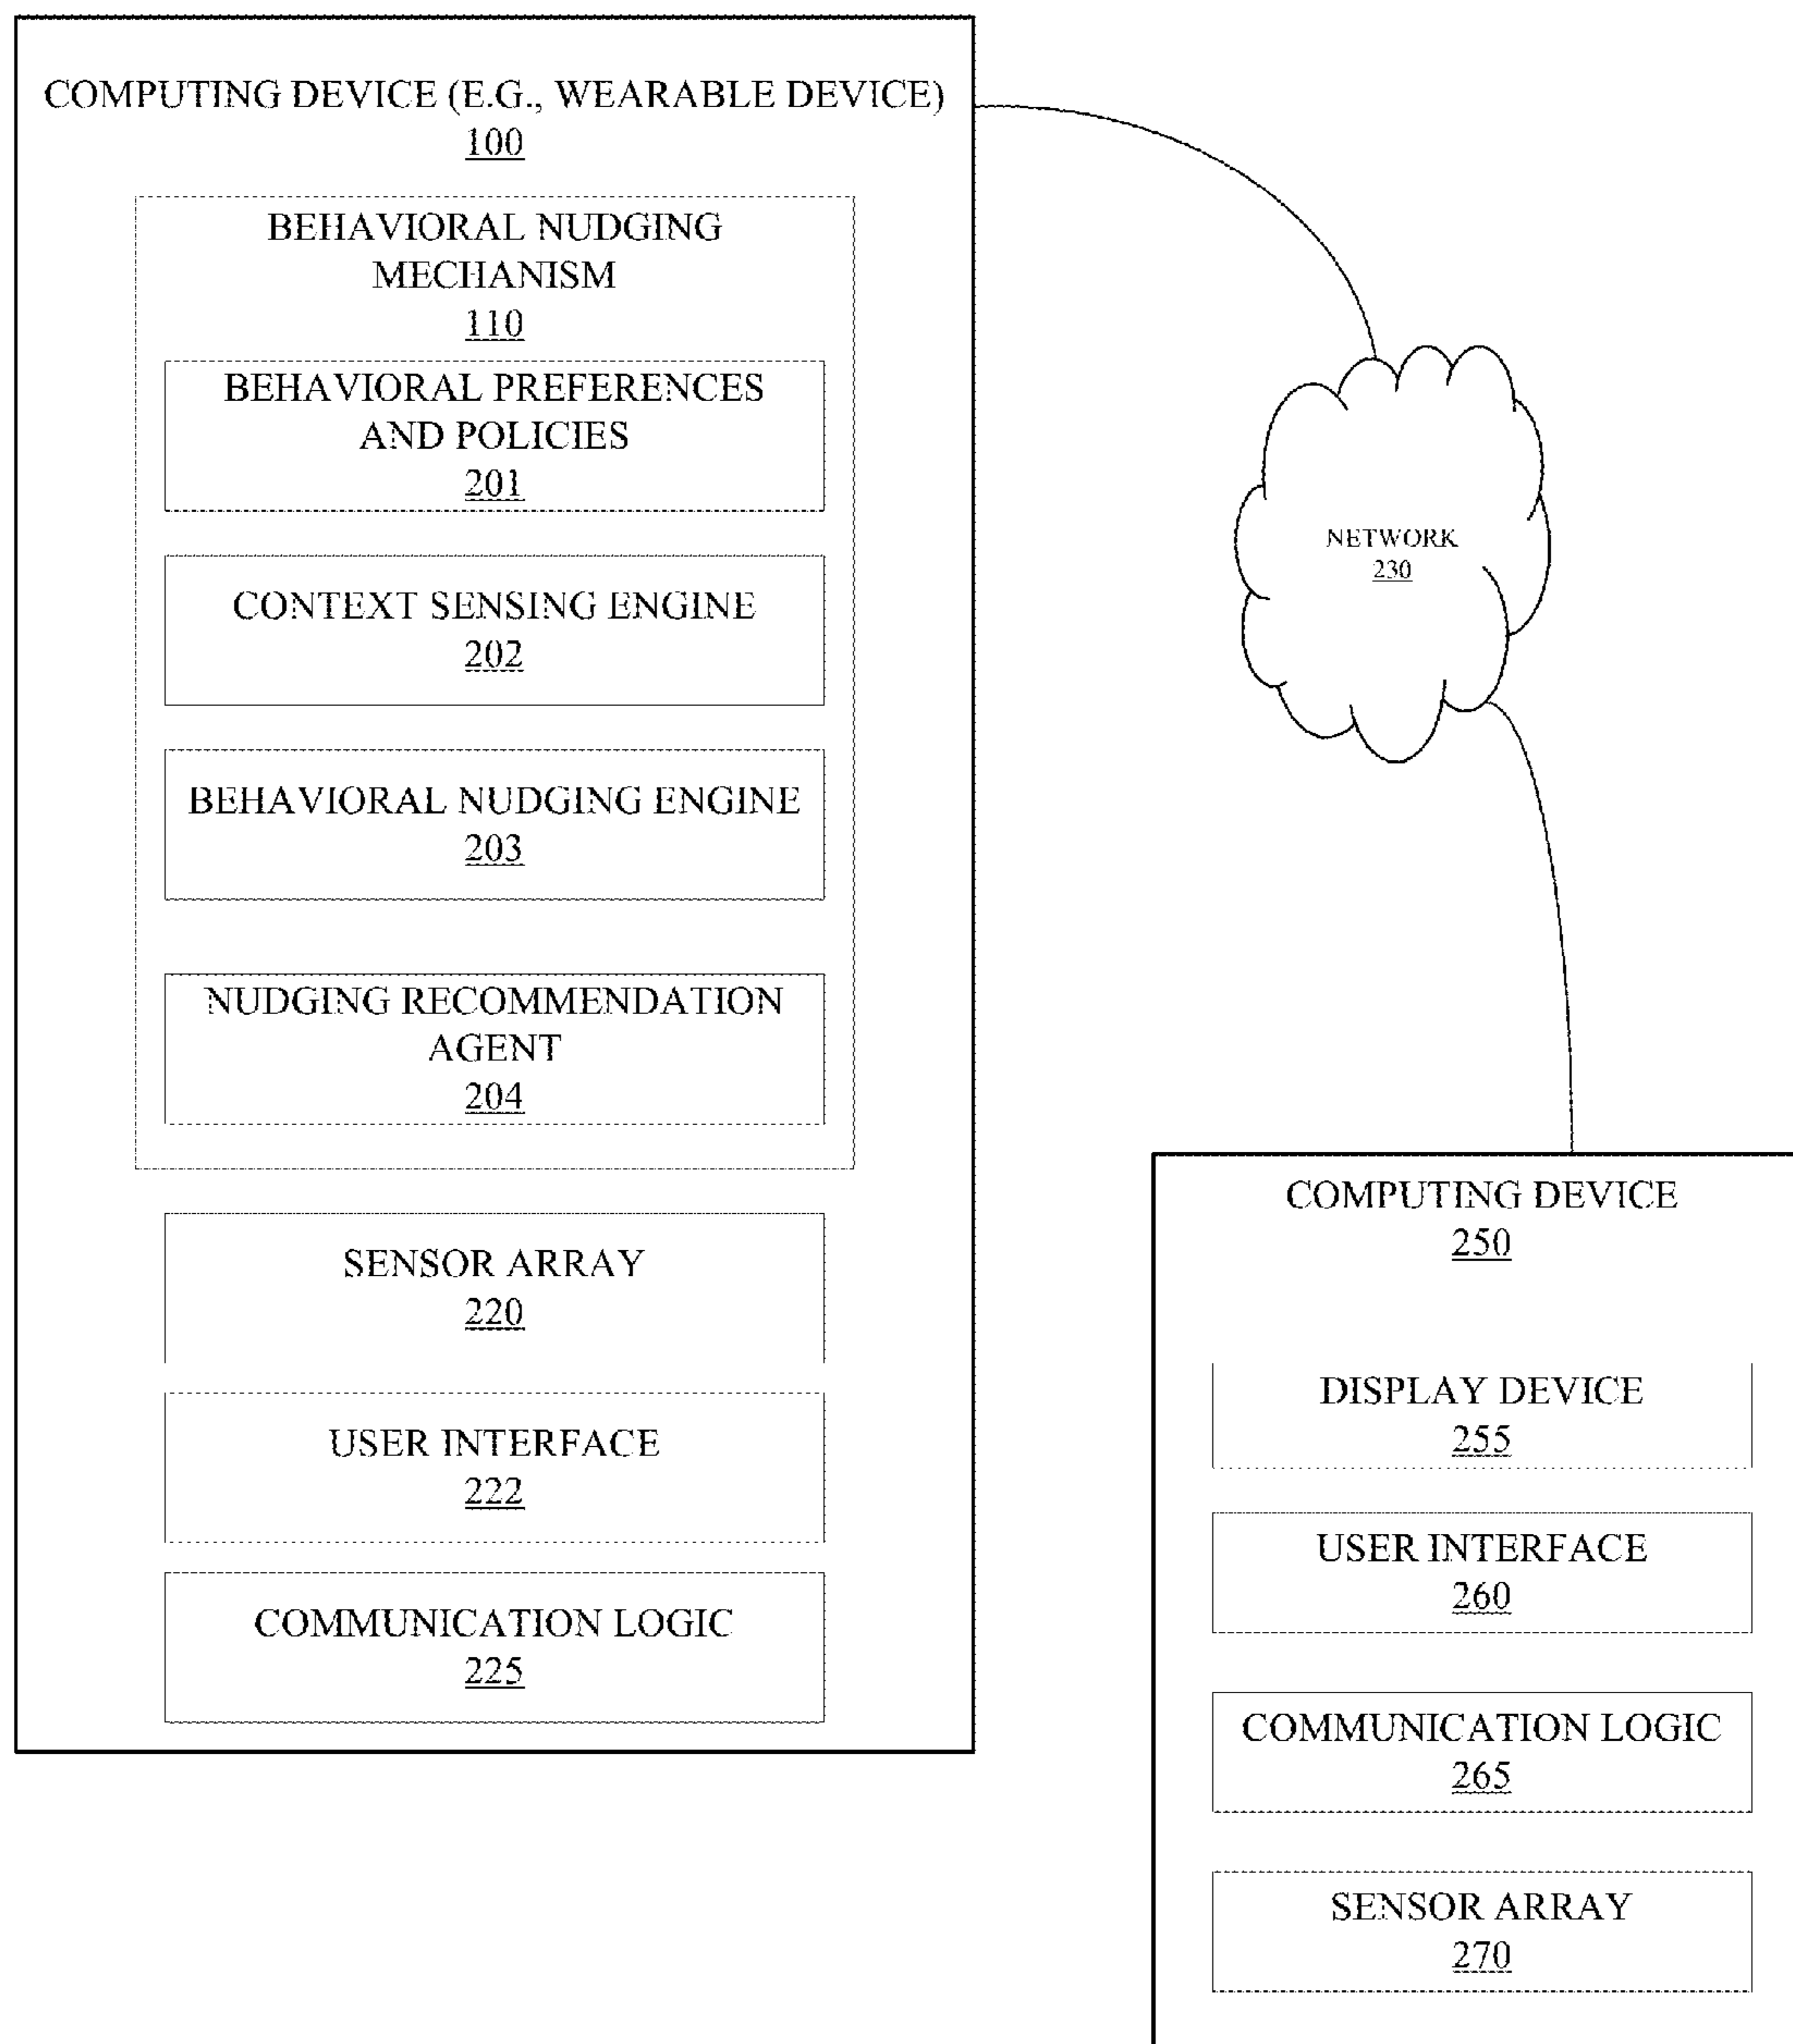 COMPUTING DEVICE (E.G., WEARABLE DEVICE)
100
BEHAVIORAL NUDGING
MECHANISM
110
BEHAVIORAL PREFERENCES
AND POLICIES
201
CONTEXT SENSING ENGINE
202
BEHAVIORAL NUDGING ENGINE
203
NUDGING RECOMMENDATION
AGENT
204
SENSOR ARRAY
220
USER INTERFACE
222
COMMUNICATION LOGIC
225
NETWORK
230
COMPUTING DEVICE
250
DISPLAY DEVICE
255
USER INTERFACE
260
COMMUNICATION LOGIC
265
SENSOR ARRAY
270